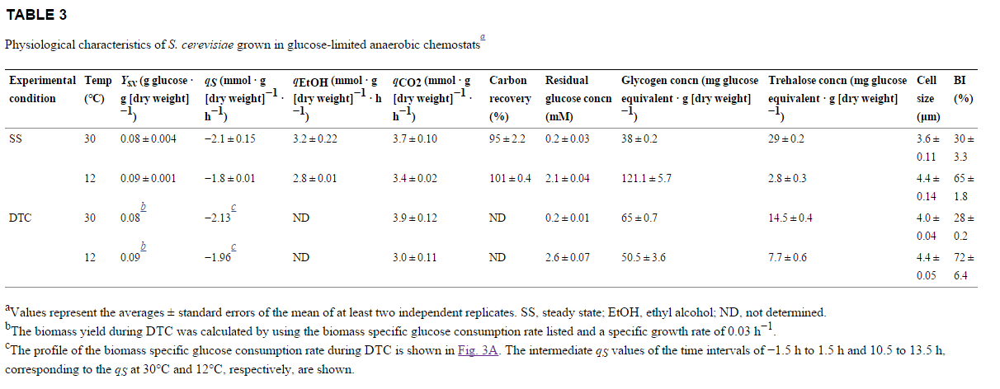 TABLE 3
Physiological characteristics of S. cerevisiae grown in glucose-limited anaerobic chemostats a
Experimental condition Temp (°C) Ysx (g glucose · g [dry weight] −1) qS (mmol · g [dry weight]−1 · h−1) qEtOH (mmol · g [dry weight]−1 · h −1) qCO2 (mmol · g [dry weight]−1 · h−1) Carbon recovery (%) Residual glucose concn (mM) Glycogen concn (mg glucose equivalent · g [dry weight] −1) Trehalose concn (mg glucose equivalent · g [dry weight] −1) Cell size (μm) BI (%)
SS 30 0.08 ± 0.004 −2.1 ± 0.15 3.2 ± 0.22 3.7 ± 0.10 95 ± 2.2 0.2 ± 0.03 38 ± 0.2 29 ± 0.2 3.6 ± 0.11 30 ± 3.3
12 0.09 ± 0.001 −1.8 ± 0.01 2.8 ± 0.01 3.4 ± 0.02 101 ± 0.4 2.1 ± 0.04 121.1 ± 5.7 2.8 ± 0.3 4.4 ± 0.14 65 ± 1.8
DTC 30 0.08 b −2.13 c ND 3.9 ± 0.12 ND 0.2 ± 0.01 65 ± 0.7 14.5 ± 0.4 4.0 ± 0.04 28 ± 0.2
12 0.09 b −1.96 c ND 3.0 ± 0.11 ND 2.6 ± 0.07 50.5 ± 3.6 7.7 ± 0.6 4.4 ± 0.05 72 ± 6.4
aValues represent the averages ± standard errors of the mean of at least two independent replicates. SS, steady state; EtOH, ethyl alcohol; ND, not determined.
bThe biomass yield during DTC was calculated by using the biomass specific glucose consumption rate listed and a specific growth rate of 0.03 h−1.
cThe profile of the biomass specific glucose consumption rate during DTC is shown in Fig. 3A. The intermediate qS values of the time intervals of −1.5 h to 1.5 h and 10.5 to 13.5 h,
corresponding to the qS at 30°C and 12°C, respectively, are shown.